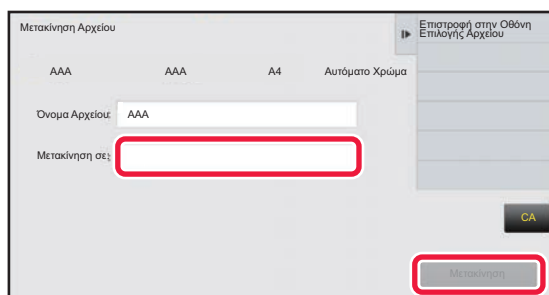 Μετακίνηση Αρχείου
Επιστροφή στην Οθόνη
Επιλογής Αρχείου
AAA AAA A4 Αυτόματο Χρώμα
Όνομα Αρχείου: AAA
Μετακίνηση σε:
CA
Μετακίνηση